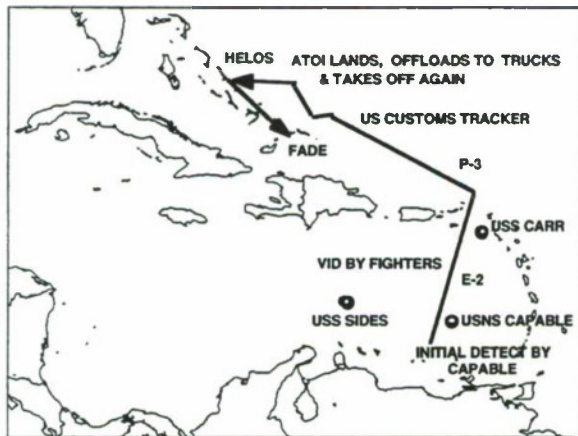 HELOS
ATOI LANDS, OFFLOADS TO TRUCKS
& TAKES OFF AGAIN
US CUSTOMS TRACKER
FADE
P-3
USS CARR
VID BY FIGHTERS
E-2
USS SIDES
USNS CAPABLE
INITIAL DETECT BY
CAPABLE